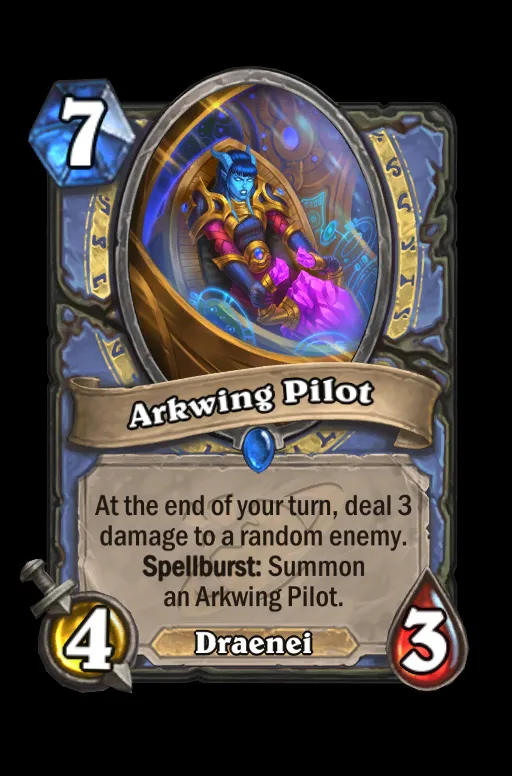 7
Arkwing Pilot
At the end of your turn, deal 3
damage to a random enemy.
Spellburst: Summon
an Arkwing Pilot.
4
Draenei
3